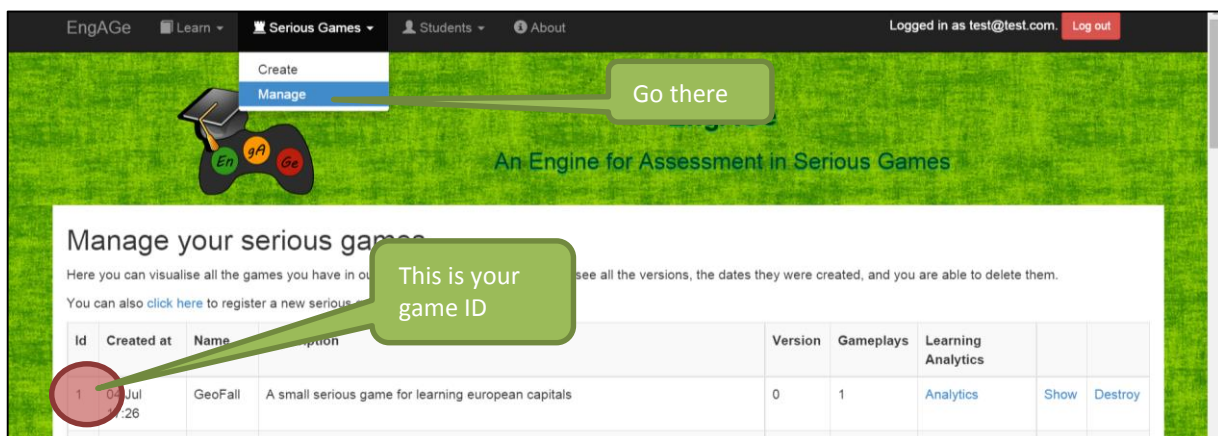 EngAGe Learn Serious Games Students About Logged in as test@test.com. Log out
Create
Manage
Go there
En gA Ge
An Engine for Assessment in Serious Games
Manage your serious
Here you can visualise all the games you have in see all the versions, the dates they were created, and you are able to delete them.
This is your
game ID
You can also click here to register a new serious
Id Created at Name Version Gameplays Learning Analytics
1 04 Jul GeoFall A small serious game for learning european capitals 0 1 Analytics Show Destroy
:26